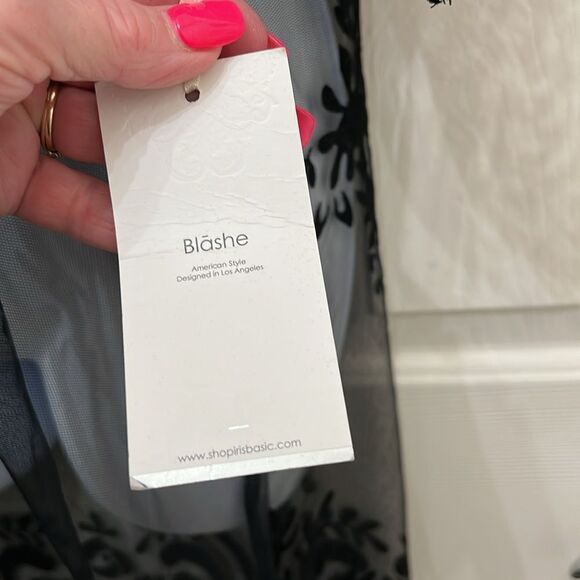 Blāshe
American Style
Designed in Los Angeles
www.shopirisbasic.com